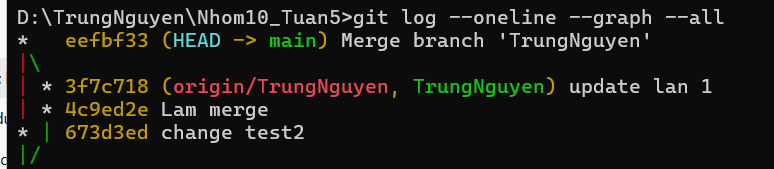 D:\TrungNguyen\Nhom10_Tuan5>git log --oneline --graph --all
*   eefbf33 (HEAD -> main) Merge branch 'TrungNguyen'
|\
| * 3f7c718 (origin/TrungNguyen, TrungNguyen) update lan 1
| * 4c9ed2e Lam merge
* | 673d3ed change test2
|/